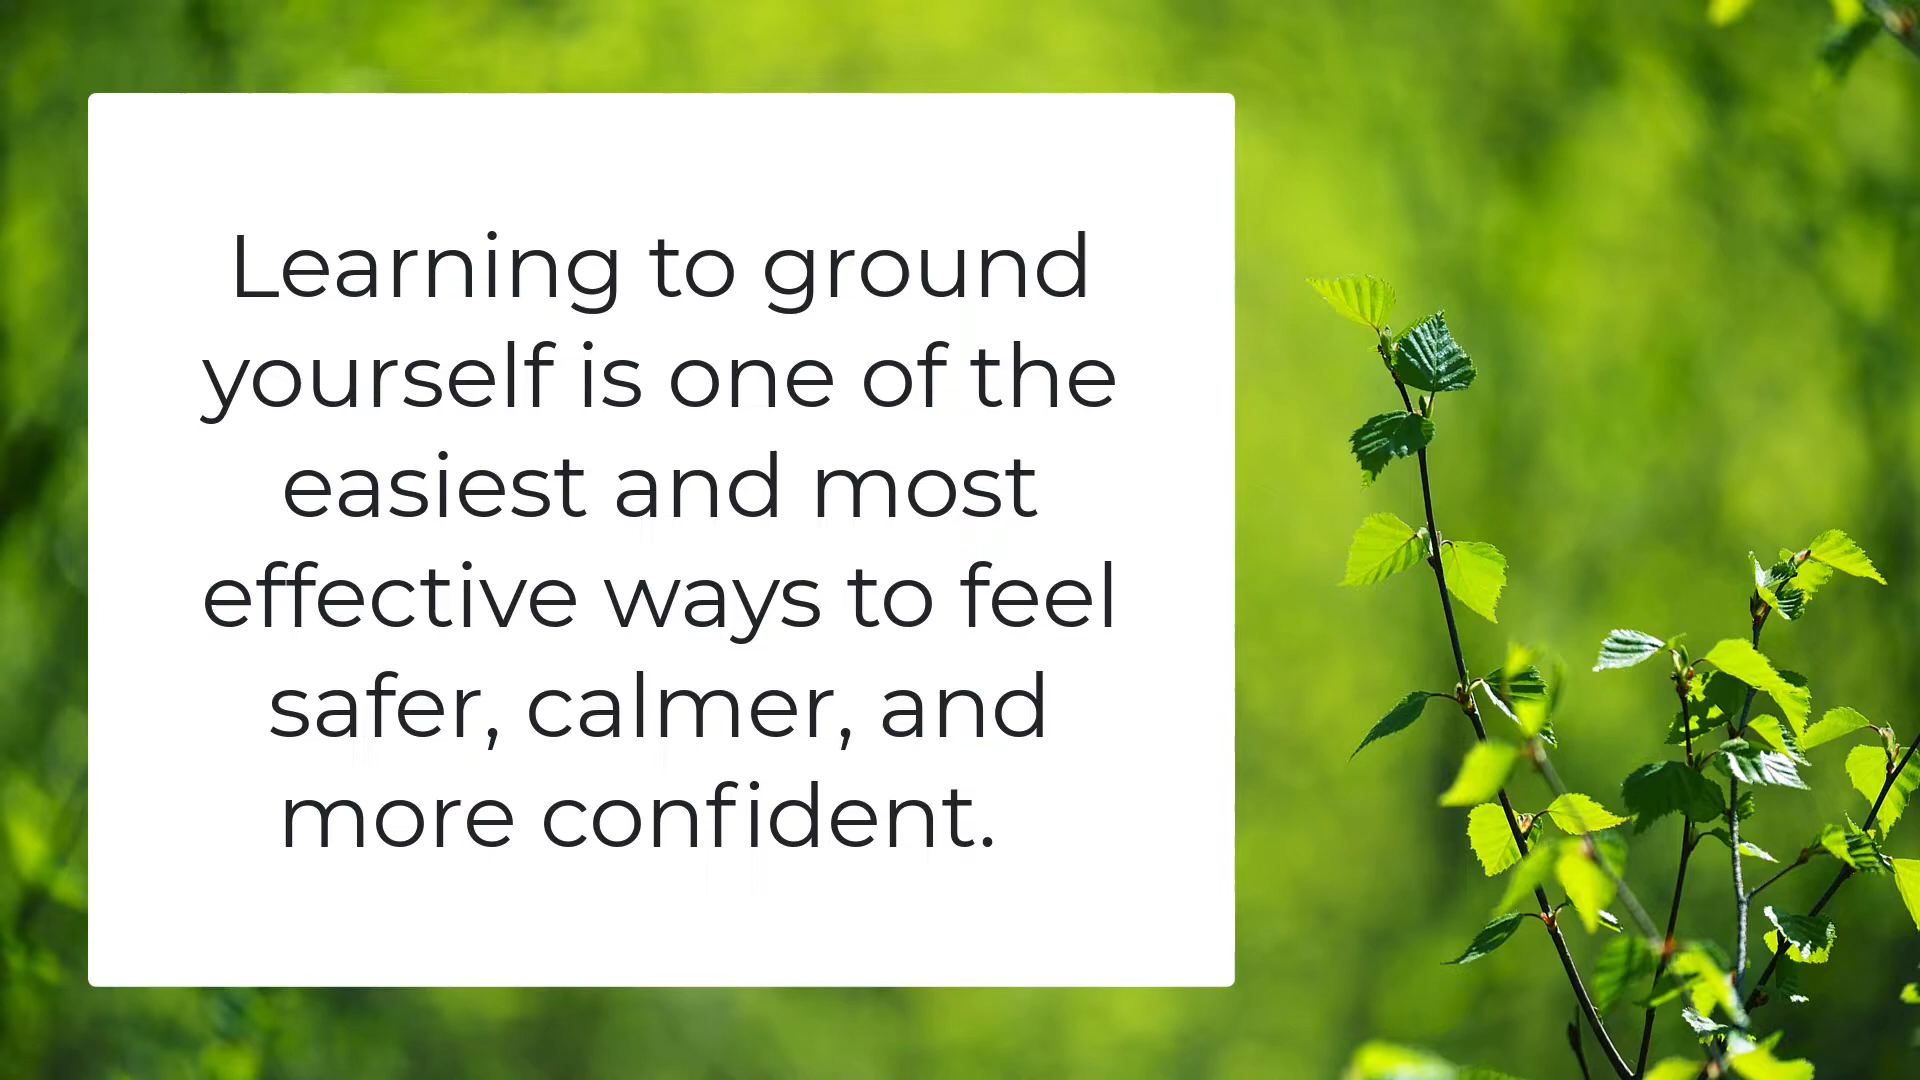 Learning to ground
yourself is one of the
easiest and most
effective ways to feel
safer, calmer, and
more confident.